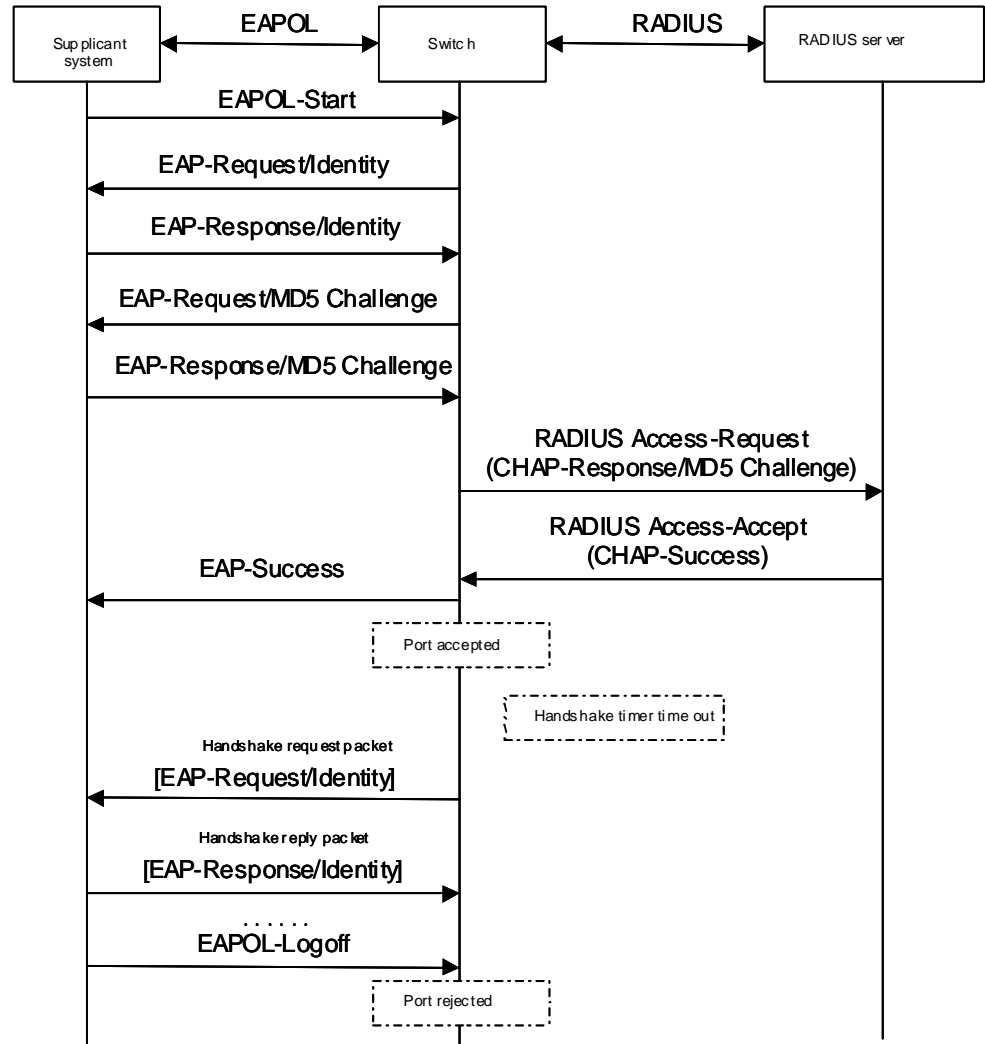 EAPOL
RADIUS
Supplicant
system
Switch
RADIUS server
EAPOL-Start
EAP-Request/Identity
EAP-Response/Identity
EAP-Request/MD5 Challenge
EAP-Response/MD5 Challenge
RADIUS Access-Request
(CHAP-Response/MD5 Challenge)
RADIUS Access-Accept
(CHAP-Success)
EAP-Success
Port accepted
Handshake timer time out
Handshake request packet
[EAP-Request/Identity]
Handshake reply packet
[EAP-Response/Identity]
......
EAPOL-Logoff
Port rejected